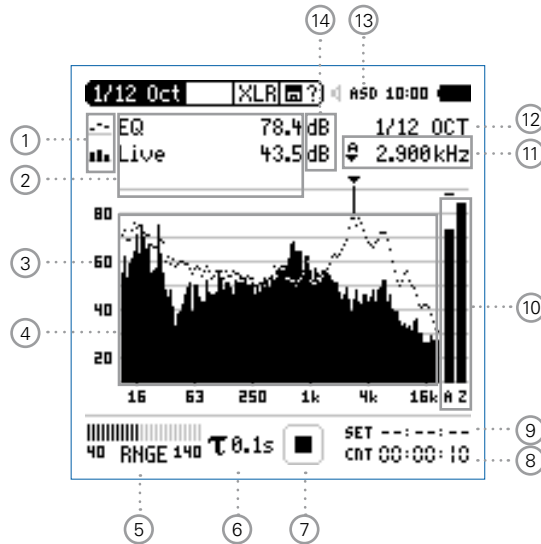 14 13
1/12 Oct XLR ? ASD 10:00
EQ 78.4 dB 1/12 OCT 12
1 Live 43.5 dB 2.900kHz 11
2
80
3 60
4 40 10
20
16 63 250 1k 4k 16k A Z
40 RNGE 140 τ 0.1s SET --:--:-- 9
CNT 00:00:10 8
5 6 7